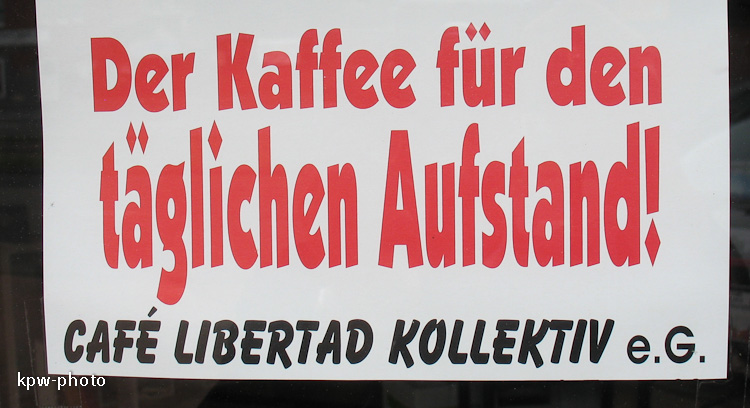 Der Kaffee für den
täglichen Aufstand!
CAFÉ LIBERTAD KOLLEKTIV e.G.
kpw-photo